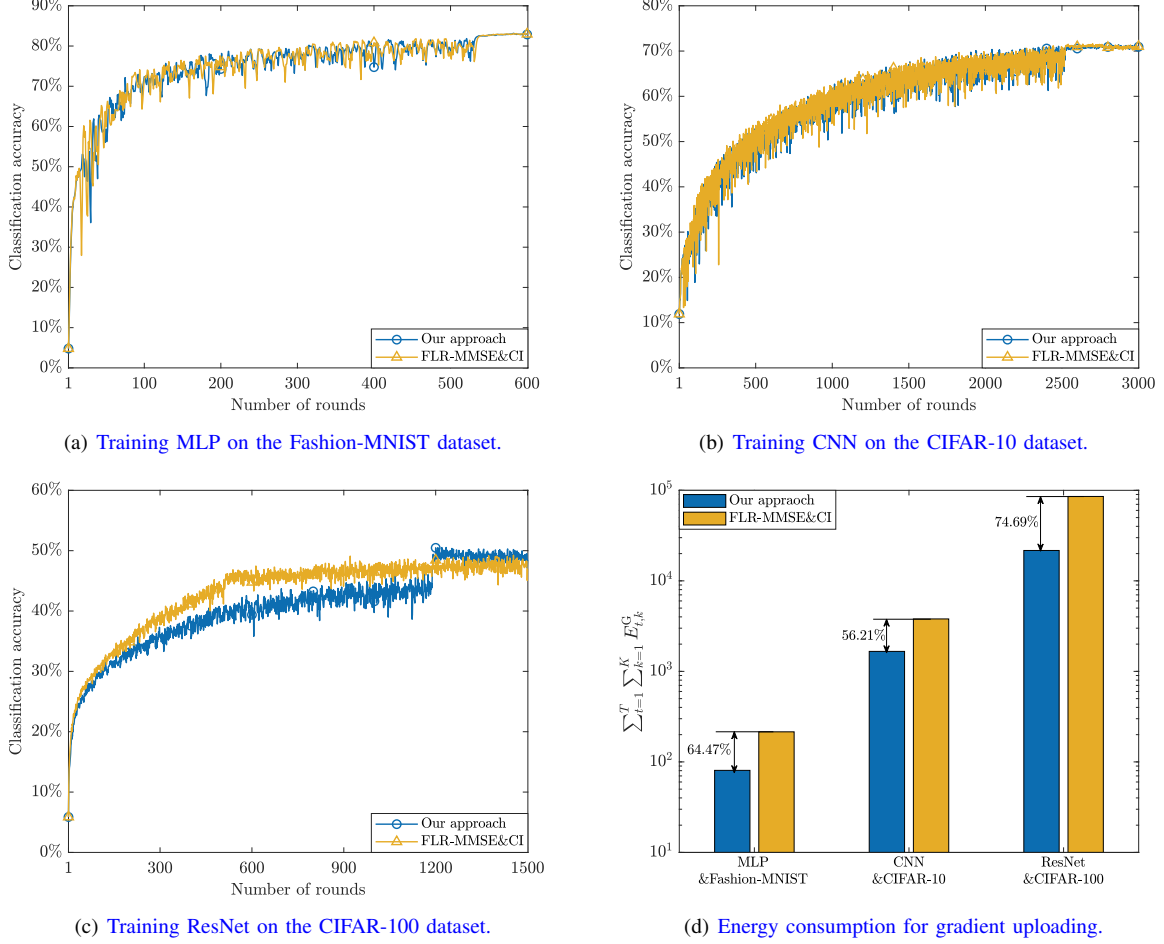 90%
80%
70%
60%
50%
40%
30%
20%
10%
0%
Classification accuracy
Our approach
FLR-MMSE&CI
1 100 200 300 400 500 600
Number of rounds
(a) Training MLP on the Fashion-MNIST dataset.
80%
70%
60%
50%
40%
30%
20%
10%
0%
Classification accuracy
Our approach
FLR-MMSE&CI
1 500 1000 1500 2000 2500 3000
Number of rounds
(b) Training CNN on the CIFAR-10 dataset.
60%
50%
40%
30%
20%
10%
0%
Classification accuracy
Our approach
FLR-MMSE&CI
1 300 600 900 1200 1500
Number of rounds
(c) Training ResNet on the CIFAR-100 dataset.
10^5
10^4
10^3
10^2
10^1
∑_{t=1}^{T} ∑_{k=1}^{K} E_{t,k}^{G}
Our appraoch
FLR-MMSE&CI
74.69%
56.21%
64.47%
MLP CNN ResNet
&Fashion-MNIST &CIFAR-10 &CIFAR-100
(d) Energy consumption for gradient uploading.